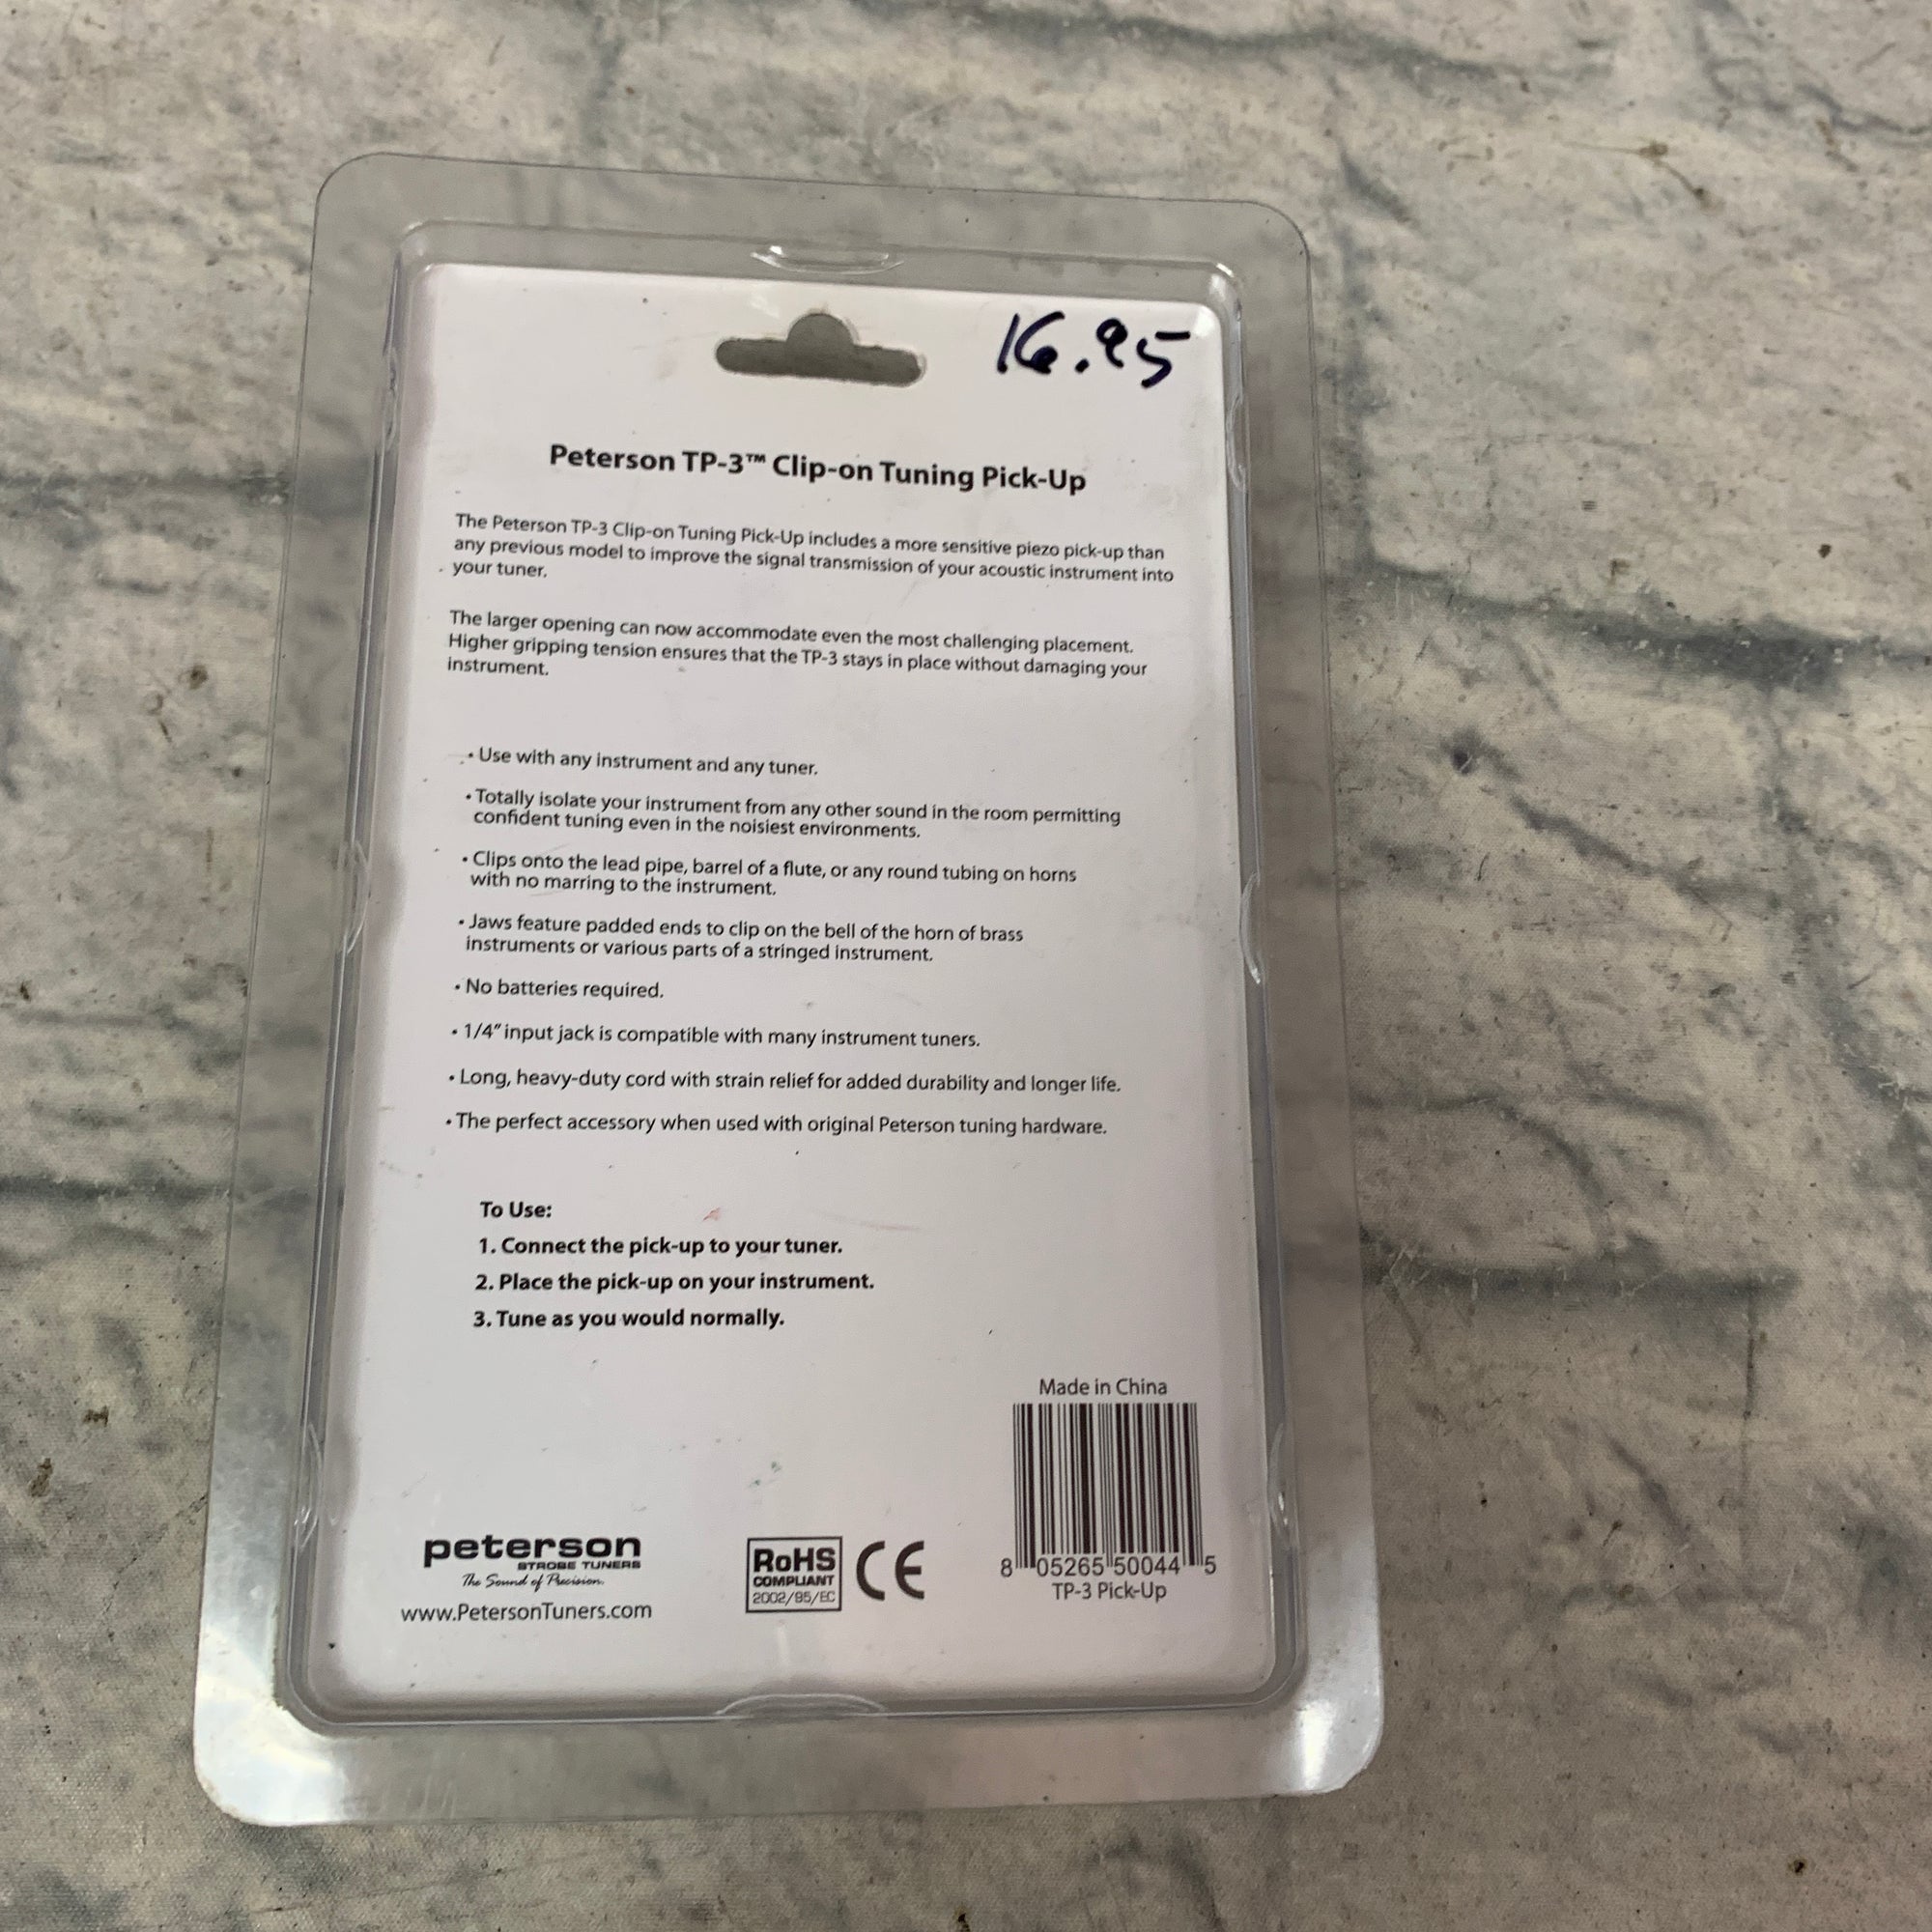 16.95
Peterson TP-3™ Clip-on Tuning Pick-Up
The Peterson TP-3 Clip-on Tuning Pick-Up includes a more sensitive piezo pick-up than
any previous model to improve the signal transmission of your acoustic instrument into
your tuner.
The larger opening can now accommodate even the most challenging placement.
Higher gripping tension ensures that the TP-3 stays in place without damaging your
instrument.
• Use with any instrument and any tuner.
• Totally isolate your instrument from any other sound in the room permitting
confident tuning even in the noisiest environments.
• Clips onto the lead pipe, barrel of a flute, or any round tubing on horns
with no marring to the instrument.
• Jaws feature padded ends to clip on the bell of the horn of brass
instruments or various parts of a stringed instrument.
• No batteries required.
• 1/4" input jack is compatible with many instrument tuners.
• Long, heavy-duty cord with strain relief for added durability and longer life.
• The perfect accessory when used with original Peterson tuning hardware.
To Use:
1. Connect the pick-up to your tuner.
2. Place the pick-up on your instrument.
3. Tune as you would normally.
Made in China
8 05265 50044 5
TP-3 Pick-Up
peterson
STROBE TUNERS
The Sound of Precision.
www.PetersonTuners.com
RoHS
COMPLIANT
2002/95/EC
CE